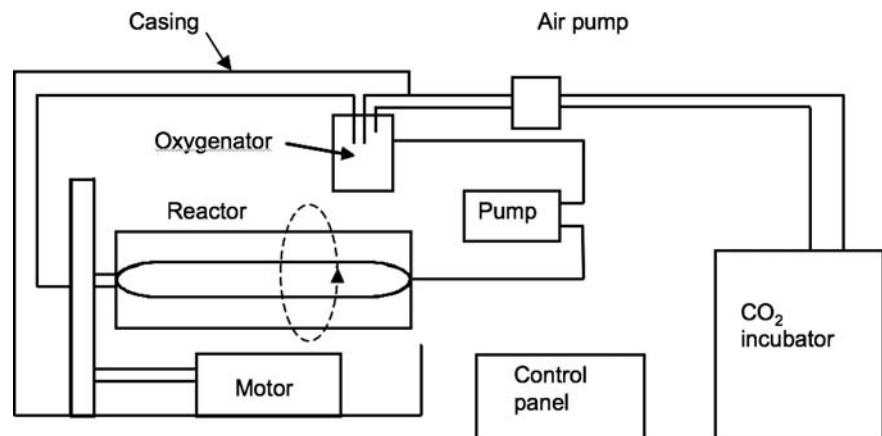 Casing
Air pump
Oxygenator
Reactor
Pump
CO₂
incubator
Motor
Control
panel